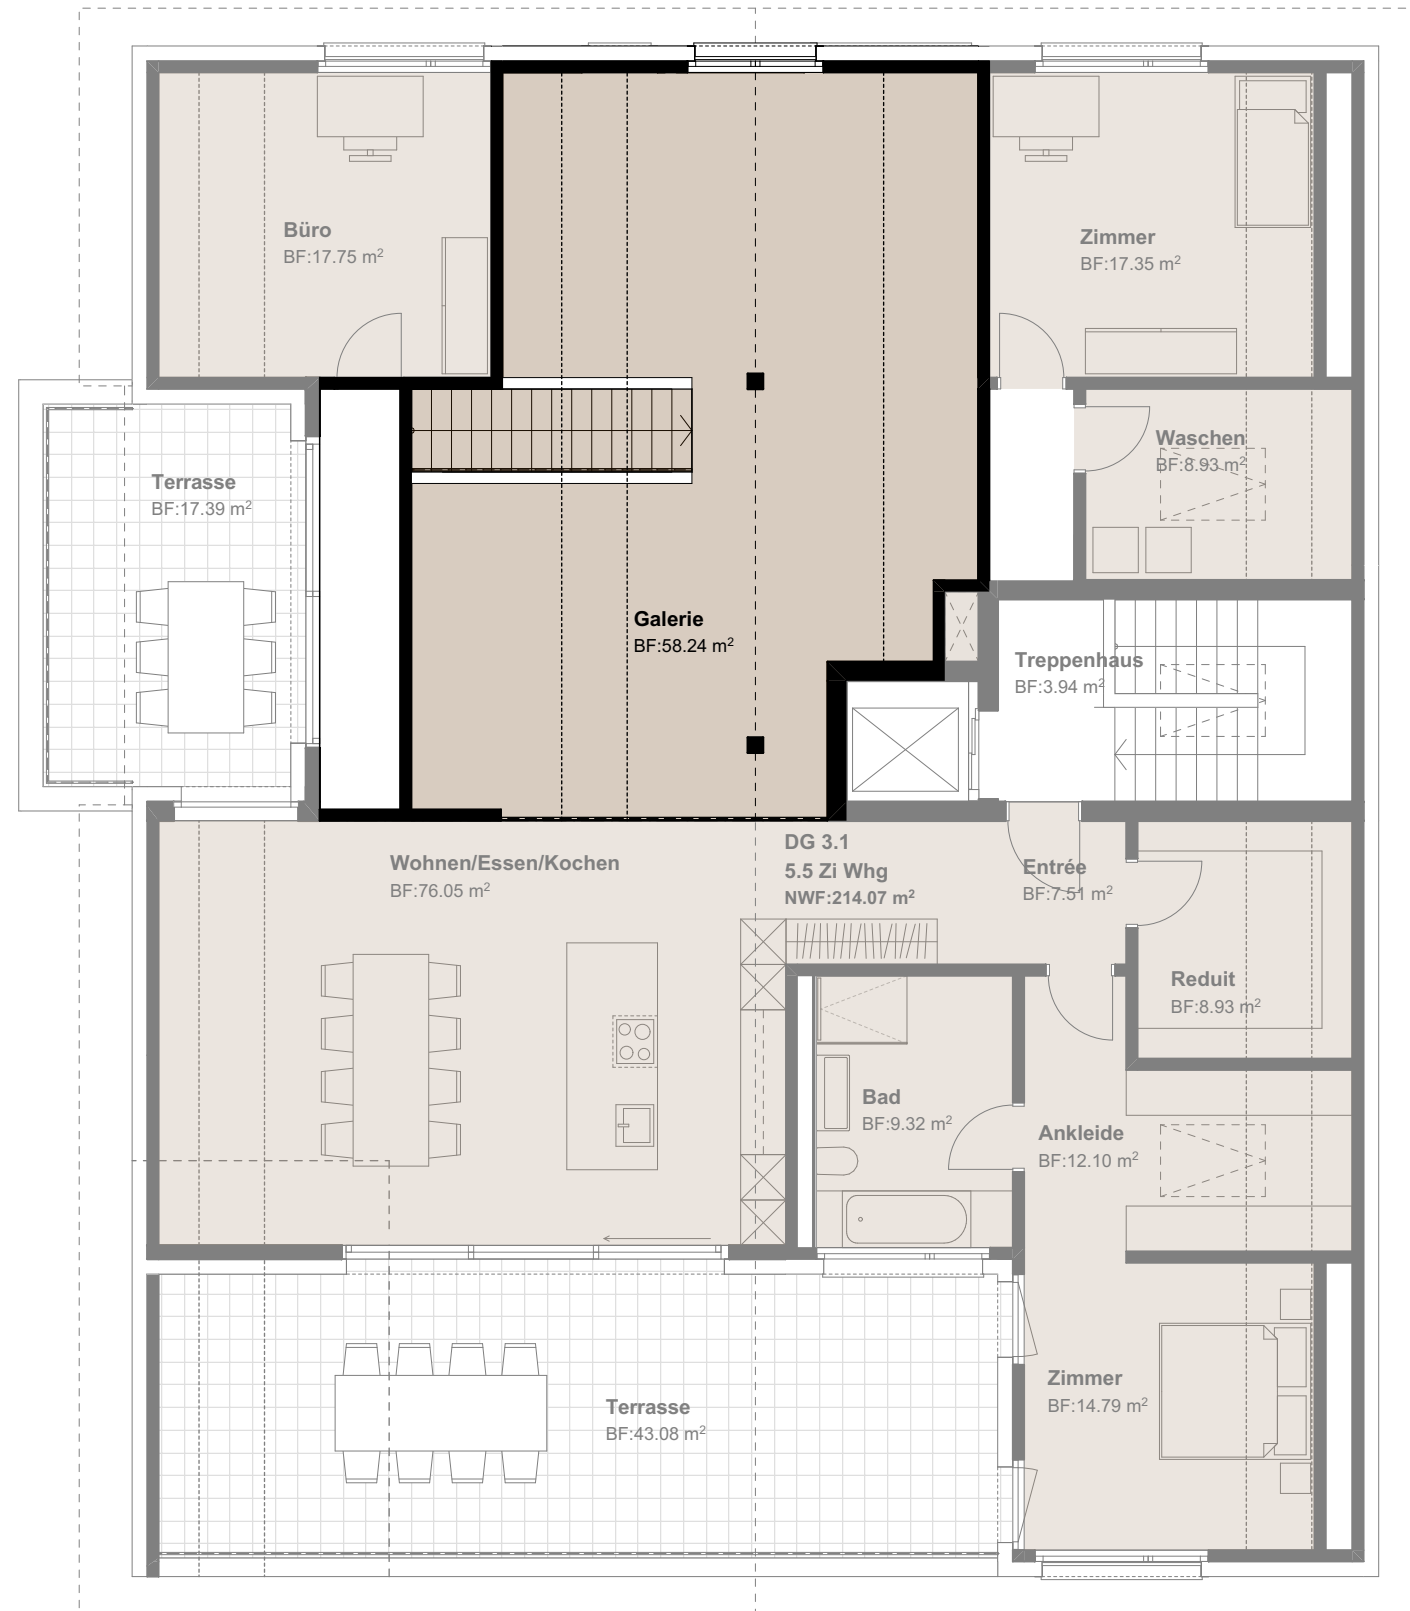 Büro
BF:17.75 m²
Zimmer
BF:17.35 m²
Waschen
BF:8.93 m²
Terrasse
BF:17.39 m²
Galerie
BF:58.24 m²
Treppenhaus
BF:3.94 m²
Wohnen/Essen/Kochen
BF:76.05 m²
DG 3.1
5.5 Zi Whg
NWF:214.07 m²
Entrée
BF:7.51 m²
Reduit
BF:8.93 m²
Bad
BF:9.32 m²
Ankleide
BF:12.10 m²
Zimmer
BF:14.79 m²
Terrasse
BF:43.08 m²